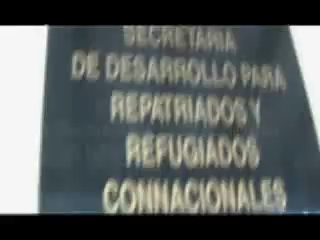 SECRETARIA
DE DESARROLLO PARA
REPATRIADOS Y
REFUGIADOS
CONNACIONALES